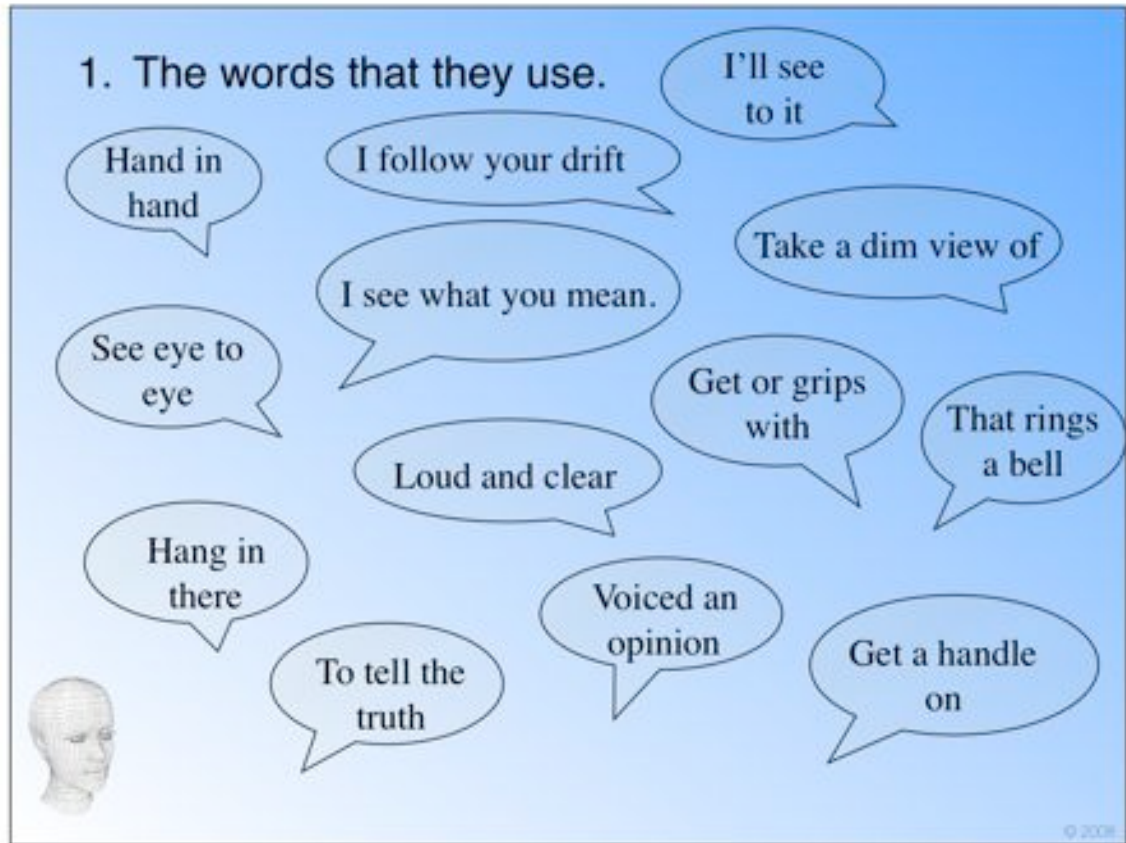 1. The words that they use.
I'll see
to it
Hand in
hand
I follow your drift
Take a dim view of
I see what you mean.
See eye to
eye
Get or grips
with
That rings
a bell
Loud and clear
Hang in
there
Voiced an
opinion
To tell the
truth
Get a handle
on
© 2008